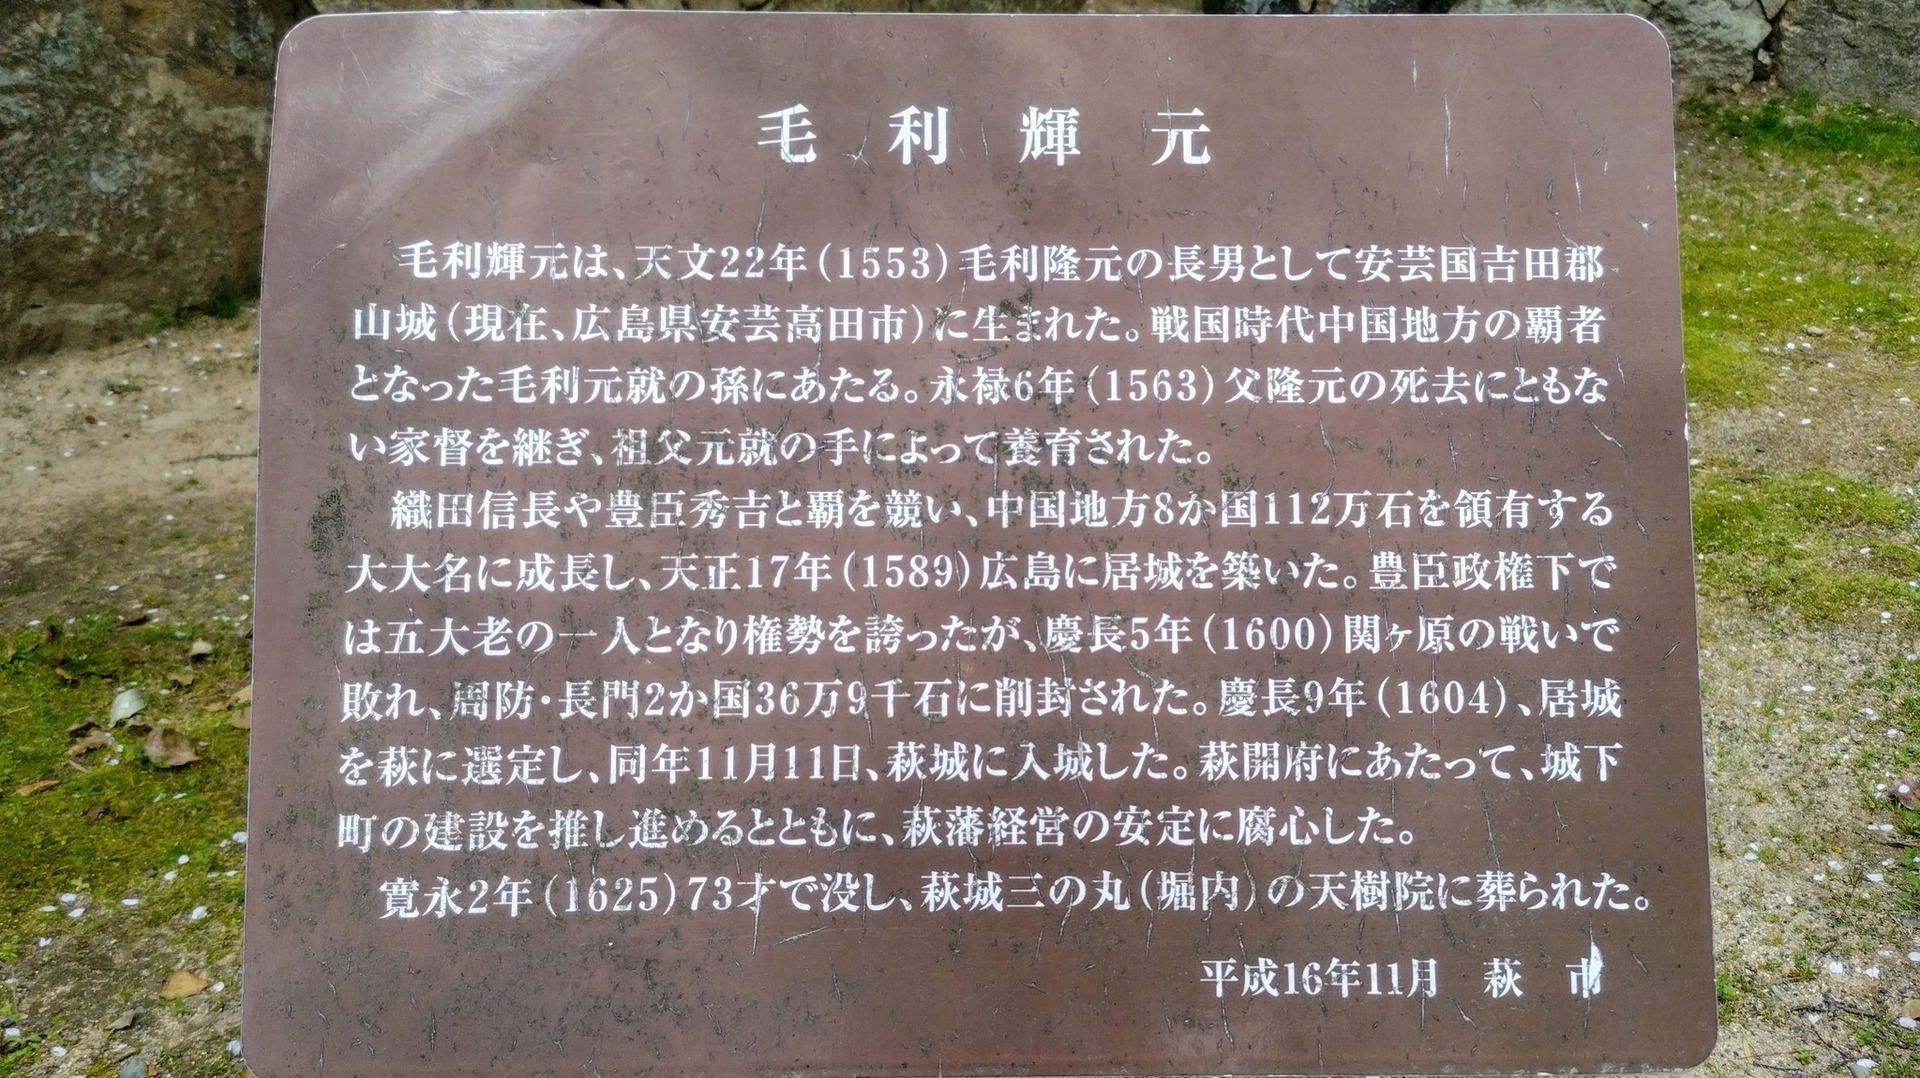 毛利輝元
毛利輝元は、天文22年(1553)毛利隆元の長男として安芸国吉田郡
山城(現在、広島県安芸高田市)に生まれた。戦国時代中国地方の覇者
となった毛利元就の孫にあたる。永禄6年(1563)父隆元の死去にともな
い家督を継ぎ、祖父元就の手によって養育された。
織田信長や豊臣秀吉と覇を競い、中国地方8か国112万石を領有する
大大名に成長し、天正17年(1589)広島に居城を築いた。豊臣政権下で
は五大老の一人となり権勢を誇ったが、慶長5年(1600)関ヶ原の戦いで
敗れ、周防・長門2か国36万9千石に削封された。慶長9年(1604)、居城
を萩に選定し、同年11月11日、萩城に入城した。萩開府にあたって、城下
町の建設を推し進めるとともに、萩藩経営の安定に腐心した。
寛永2年(1625)73才で没し、萩城三の丸(堀内)の天樹院に葬られた。
平成16年11月 萩 市